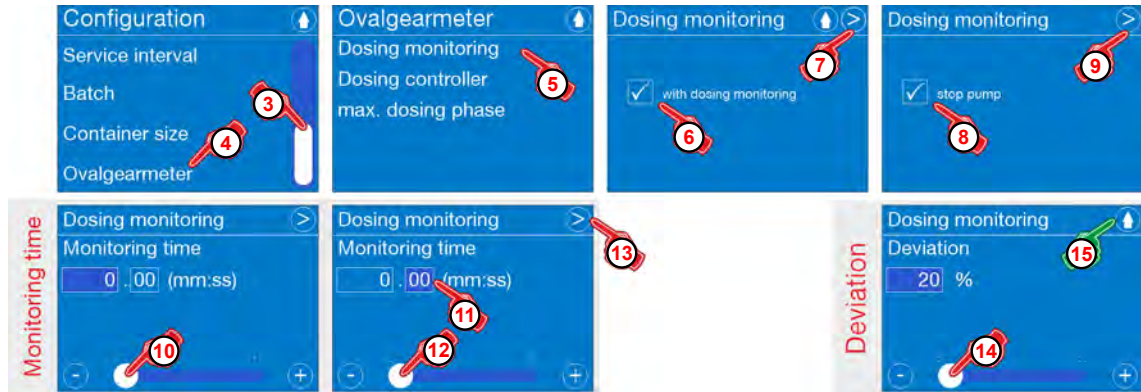 Configuration
Service interval
Batch
Container size
Ovalgearmeter
3
4
Ovalgearmeter
Dosing monitoring
Dosing controller
max. dosing phase
5
Dosing monitoring >
with dosing monitoring
6
7
Dosing monitoring >
stop pump
8
9
Monitoring time
Dosing monitoring >
Monitoring time
0 . 00 (mm:ss)
10
- +
Dosing monitoring >
Monitoring time
0 . 00 (mm:ss)
11
12
- +
13
Deviation
Dosing monitoring
Deviation
20 %
14
15
- +